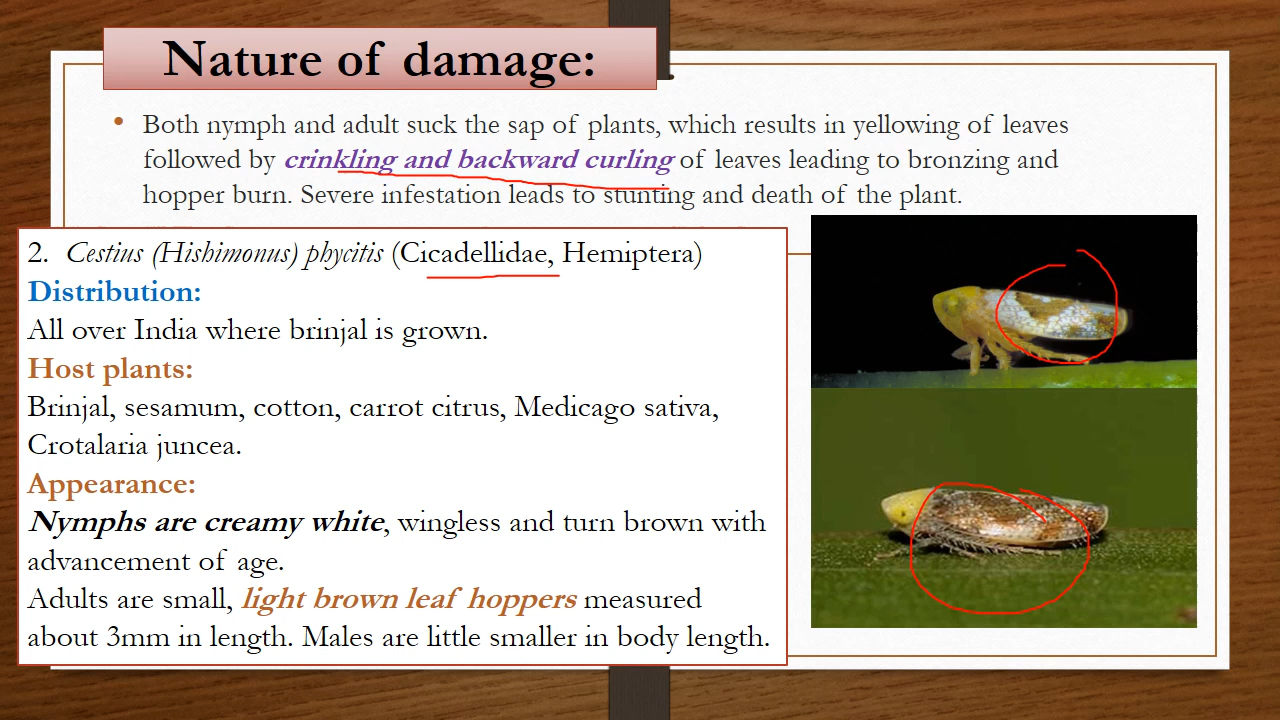 Nature of damage:
• Both nymph and adult suck the sap of plants, which results in yellowing of leaves
followed by crinkling and backward curling of leaves leading to bronzing and
hopper burn. Severe infestation leads to stunting and death of the plant.
2. Cestius (Hishimonus) phycitis (Cicadellidae, Hemiptera)
Distribution:
All over India where brinjal is grown.
Host plants:
Brinjal, sesamum, cotton, carrot citrus, Medicago sativa,
Crotalaria juncea.
Appearance:
Nymphs are creamy white, wingless and turn brown with
advancement of age.
Adults are small, light brown leaf hoppers measured
about 3mm in length. Males are little smaller in body length.